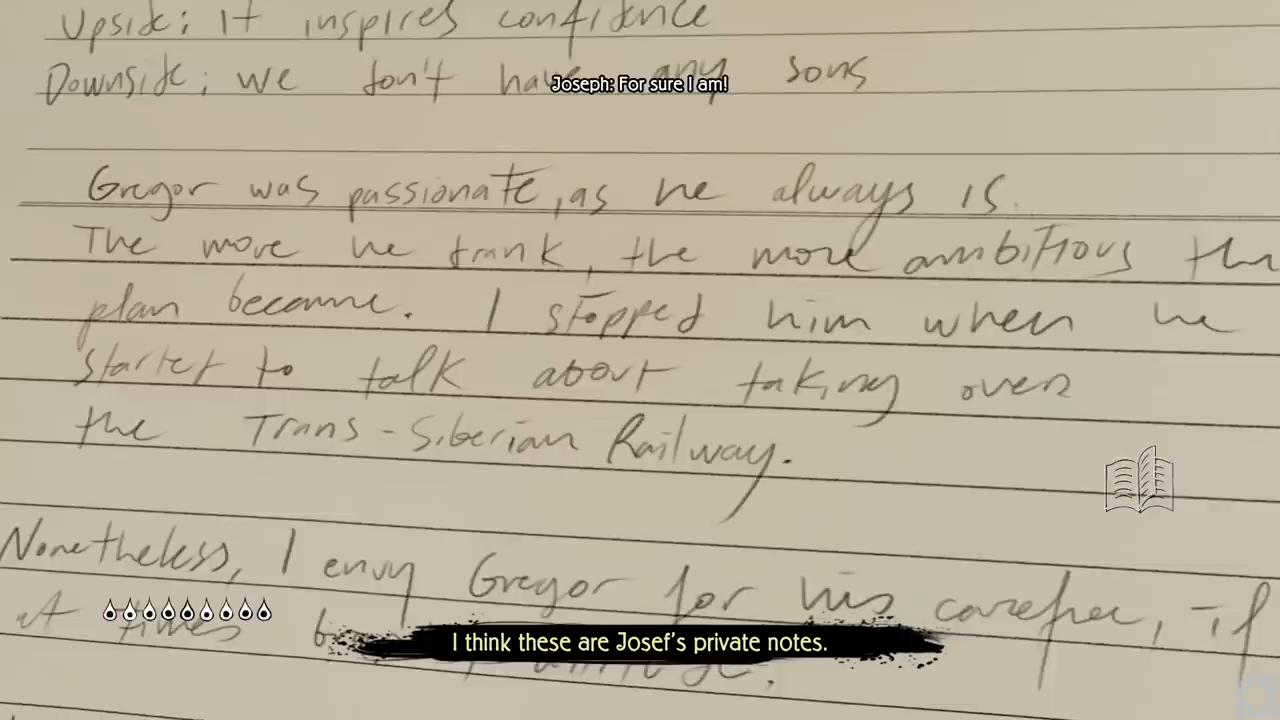 Upside: it inspires confidence
Downside: we don't have any sons
Joseph: For sure I am!
Gregor was passionate, as he always is.
The more he drank, the more ambitious the
plan became. I stopped him when he
started to talk about taking over
the Trans-Siberian Railway.
Nonetheless, I envy Gregor for his carefree, if
at times
I think these are Josef's private notes.